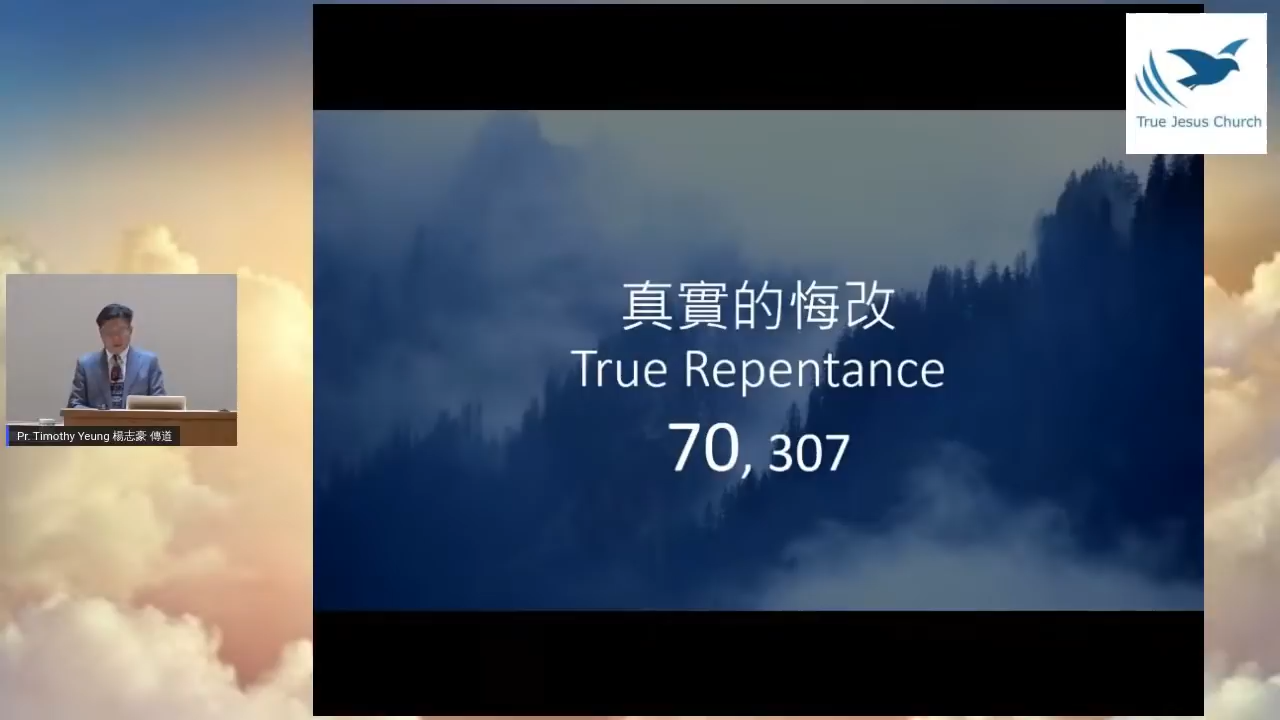 True Jesus Church
真實的悔改
True Repentance
70, 307
Pr. Timothy Yeung 楊志豪 傳道